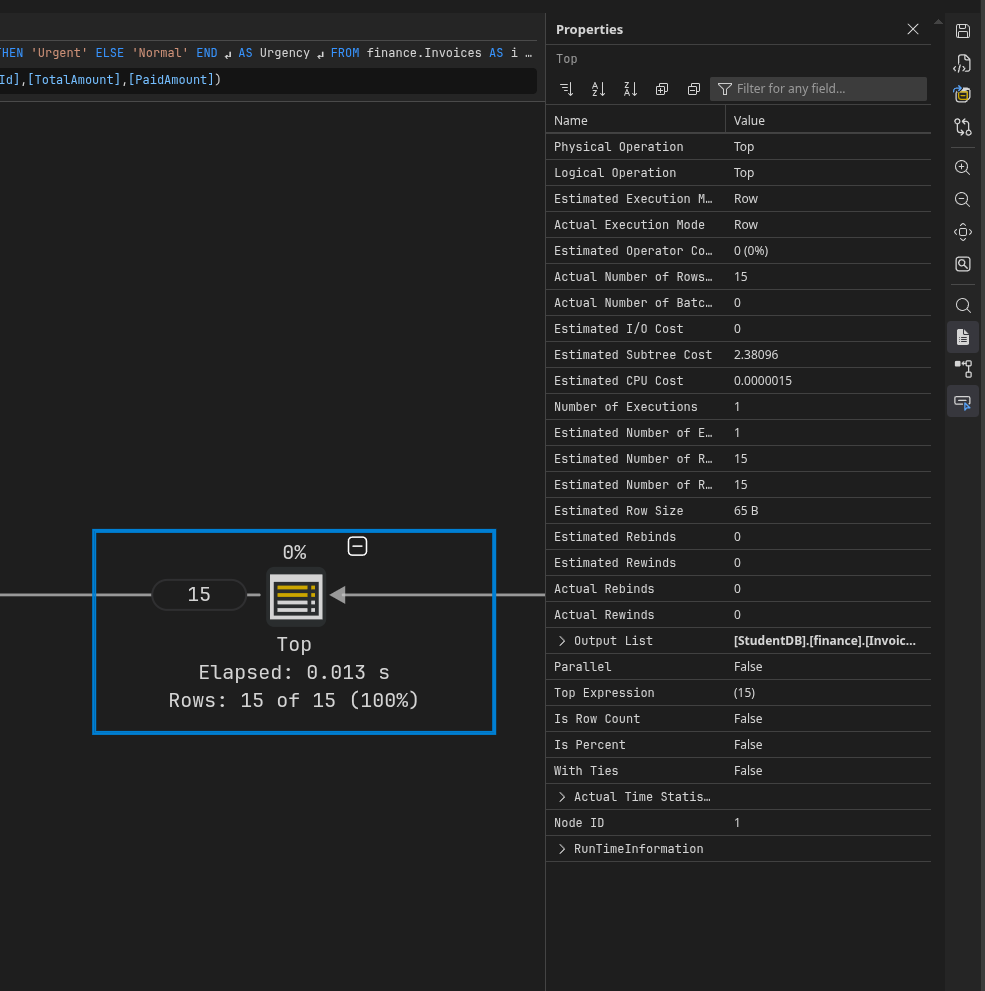 HEN 'Urgent' ELSE 'Normal' END ↲ AS Urgency ↲ FROM finance.Invoices AS i …
Id],[TotalAmount],[PaidAmount])
0%
15
Top
Elapsed: 0.013 s
Rows: 15 of 15 (100%)
Properties
Top
Filter for any field...
Name Value
Physical Operation Top
Logical Operation Top
Estimated Execution M… Row
Actual Execution Mode Row
Estimated Operator Co… 0 (0%)
Actual Number of Rows… 15
Actual Number of Batc… 0
Estimated I/O Cost 0
Estimated Subtree Cost 2.38096
Estimated CPU Cost 0.0000015
Number of Executions 1
Estimated Number of E… 1
Estimated Number of R… 15
Estimated Number of R… 15
Estimated Row Size 65 B
Estimated Rebinds 0
Estimated Rewinds 0
Actual Rebinds 0
Actual Rewinds 0
Output List [StudentDB].[finance].[Invoic...
Parallel False
Top Expression (15)
Is Row Count False
Is Percent False
With Ties False
Actual Time Statis…
Node ID 1
RunTimeInformation